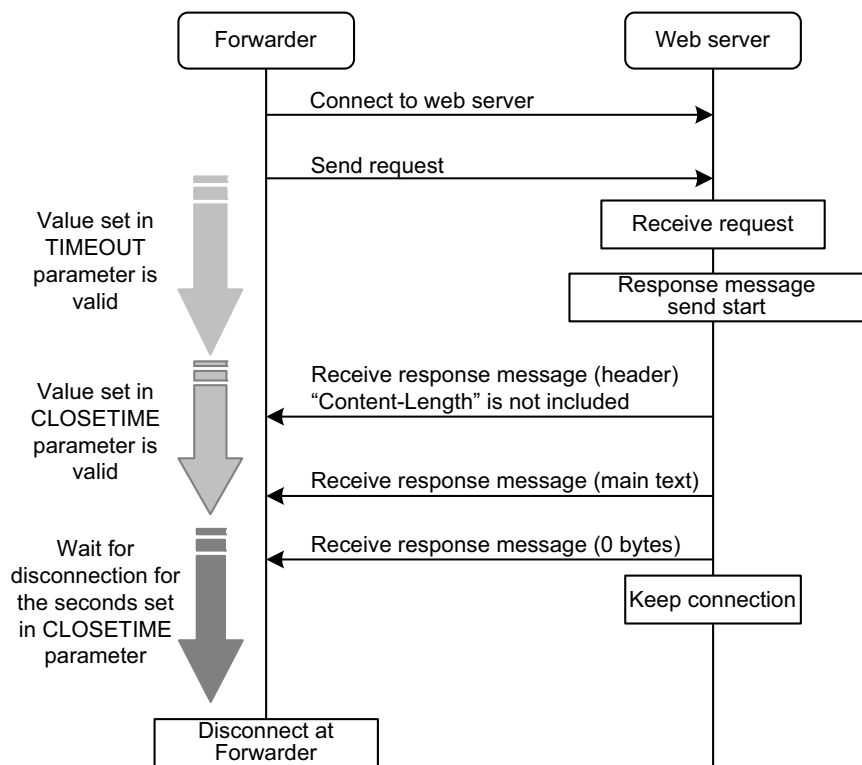 Forwarder
Web server
Connect to web server
Send request
Value set in
TIMEOUT
parameter is
valid
Receive request
Response message
send start
Value set in
CLOSETIME
parameter is
valid
Receive response message (header)
“Content-Length” is not included
Receive response message (main text)
Wait for
disconnection for
the seconds set
in CLOSETIME
parameter
Receive response message (0 bytes)
Keep connection
Disconnect at
Forwarder